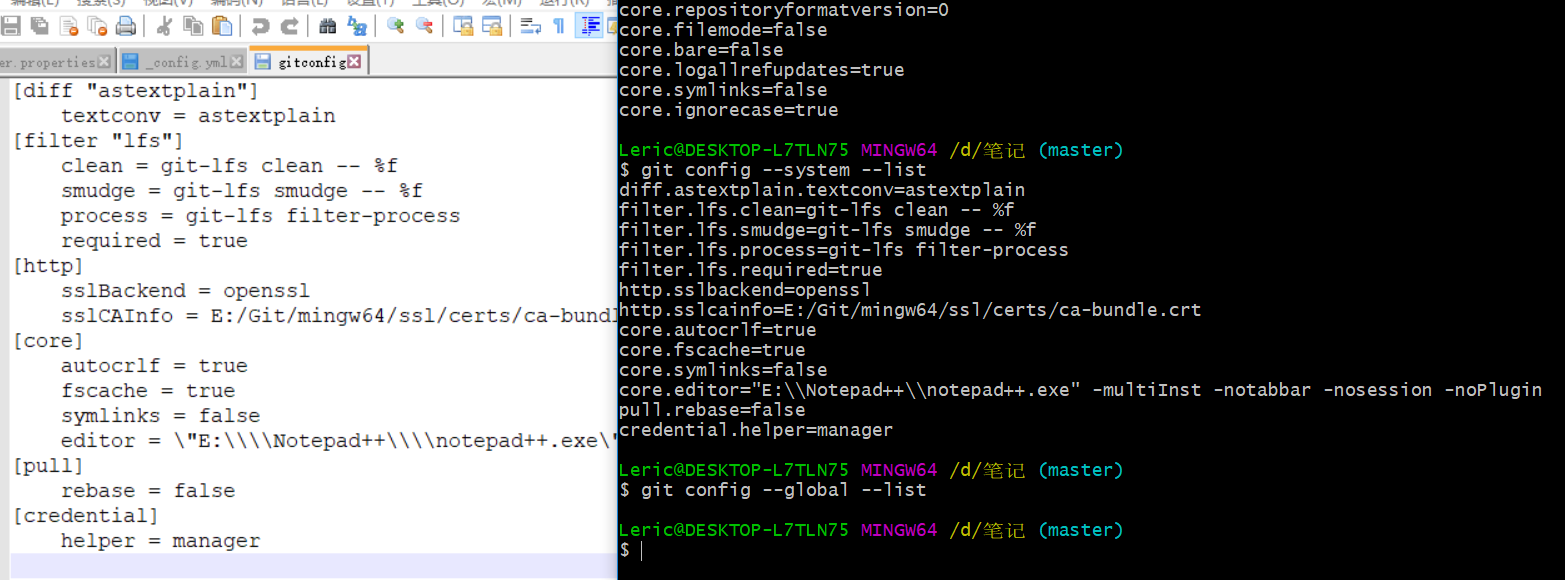 er.properties
_config.yml
gitconfig
[diff "astextplain"]
textconv = astextplain
[filter "lfs"]
clean = git-lfs clean -- %f
smudge = git-lfs smudge -- %f
process = git-lfs filter-process
required = true
[http]
sslBackend = openssl
sslCAInfo = E:/Git/mingw64/ssl/certs/ca-bundl
[core]
autocrlf = true
fscache = true
symlinks = false
editor = \"E:\\\\Notepad++\\\\notepad++.exe\"
[pull]
rebase = false
[credential]
helper = manager
core.repositoryformatversion=0
core.filemode=false
core.bare=false
core.logallrefupdates=true
core.symlinks=false
core.ignorecase=true
Leric@DESKTOP-L7TLN75 MINGW64 /d/笔记 (master)
$ git config --system --list
diff.astextplain.textconv=astextplain
filter.lfs.clean=git-lfs clean -- %f
filter.lfs.smudge=git-lfs smudge -- %f
filter.lfs.process=git-lfs filter-process
filter.lfs.required=true
http.sslbackend=openssl
http.sslcainfo=E:/Git/mingw64/ssl/certs/ca-bundle.crt
core.autocrlf=true
core.fscache=true
core.symlinks=false
core.editor="E:\\Notepad++\\notepad++.exe" -multiInst -notabbar -nosession -noPlugin
pull.rebase=false
credential.helper=manager
Leric@DESKTOP-L7TLN75 MINGW64 /d/笔记 (master)
$ git config --global --list
Leric@DESKTOP-L7TLN75 MINGW64 /d/笔记 (master)
$